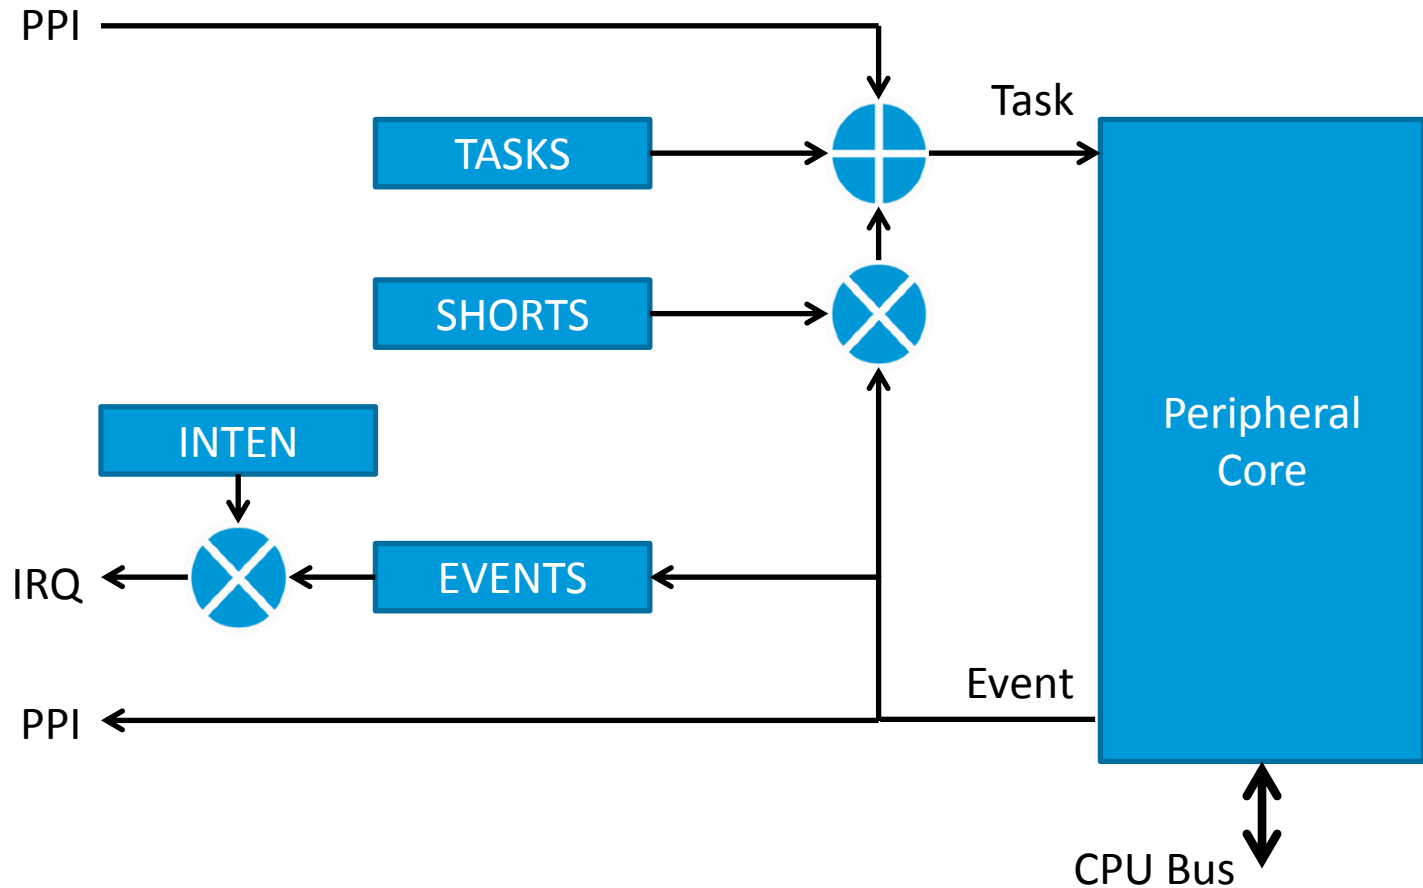 PPI
Task
TASKS
SHORTS
INTEN
Peripheral
Core
IRQ
EVENTS
Event
PPI
CPU Bus